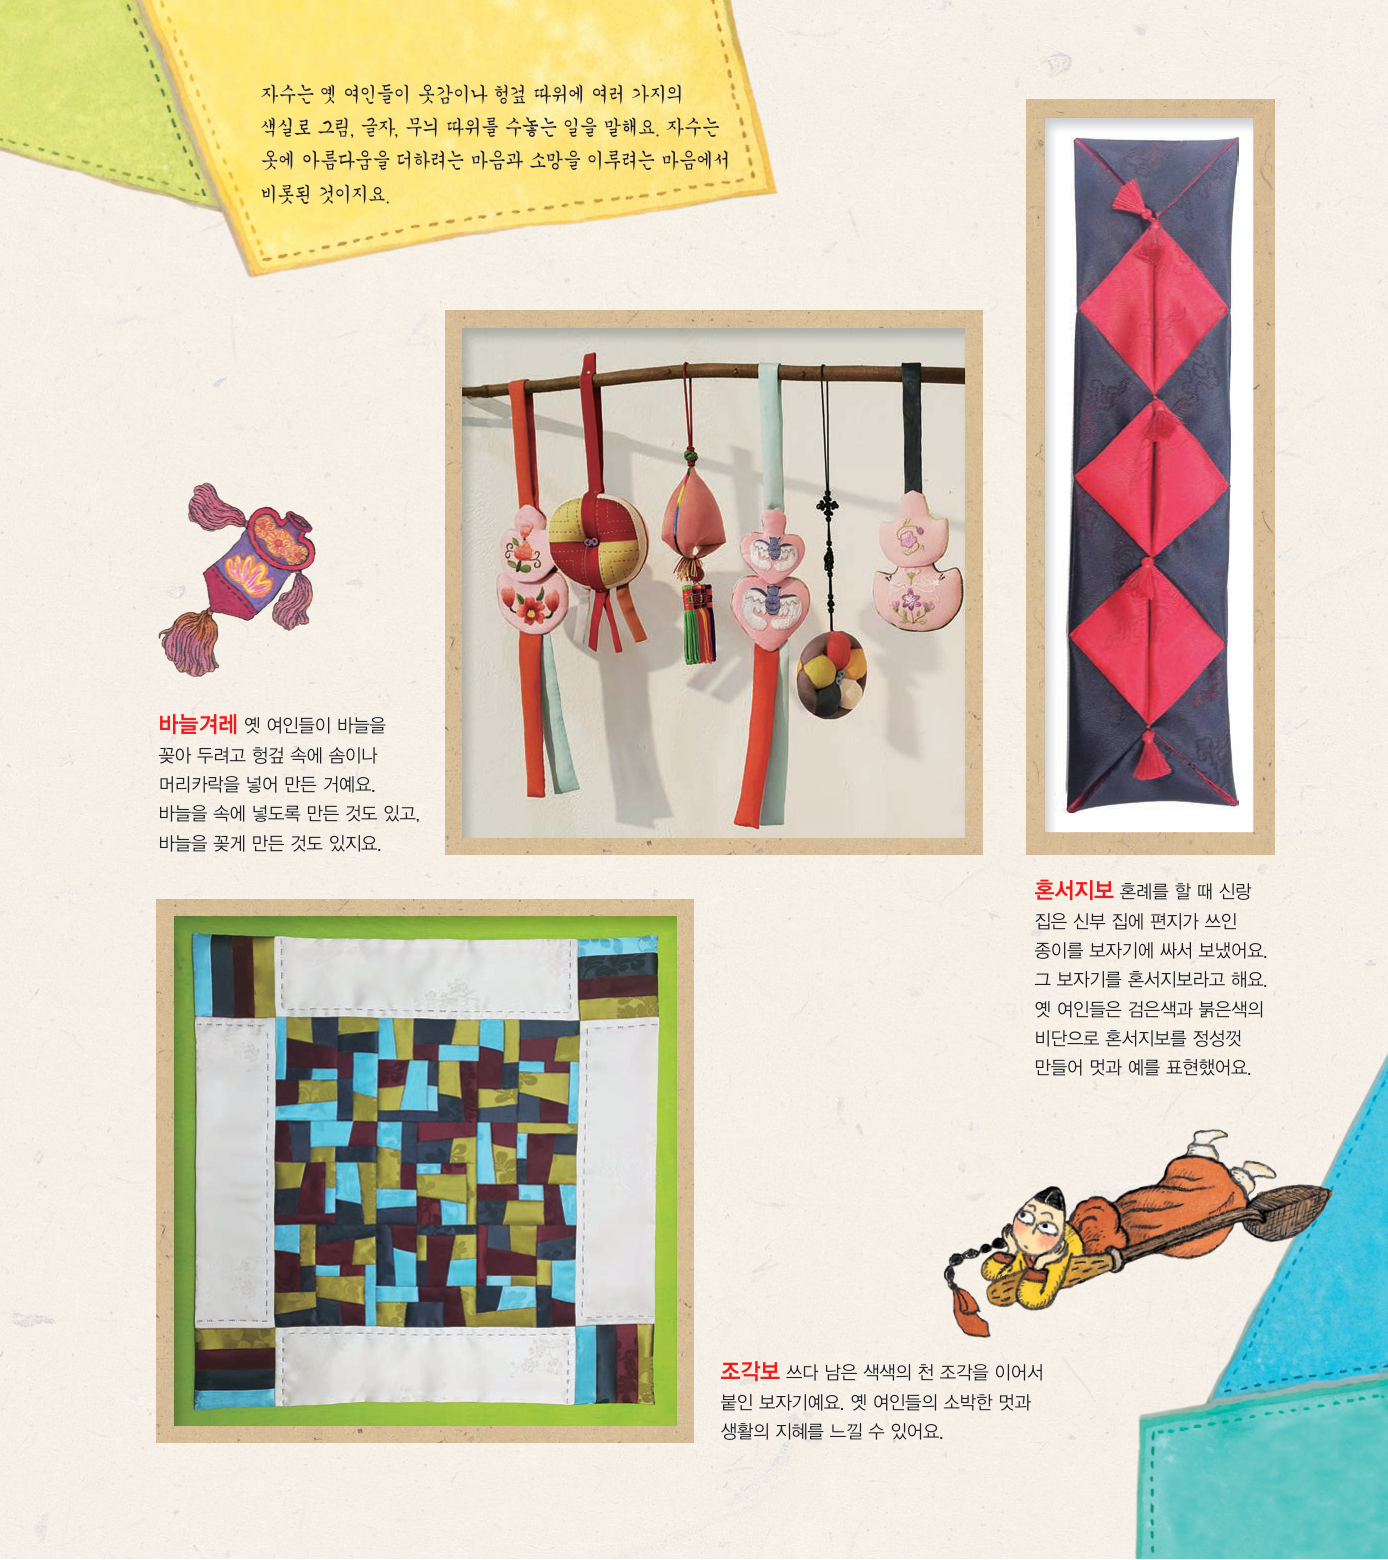 자수는 옛 여인들이 옷감이나 헝겊 따위에 여러 가지의
색실로 그림, 글자, 무늬 따위를 수놓는 일을 말해요. 자수는
옷에 아름다움을 더하려는 마음과 소망을 이루려는 마음에서
비롯된 것이지요.
바늘겨레 옛 여인들이 바늘을
꽂아 두려고 헝겊 속에 솜이나
머리카락을 넣어 만든 거예요.
바늘을 속에 넣도록 만든 것도 있고,
바늘을 꽂게 만든 것도 있지요.
혼서지보 혼례를 할 때 신랑
집은 신부 집에 편지가 쓰인
종이를 보자기에 싸서 보냈어요.
그 보자기를 혼서지보라고 해요.
옛 여인들은 검은색과 붉은색의
비단으로 혼서지보를 정성껏
만들어 멋과 예를 표현했어요.
조각보 쓰다 남은 색색의 천 조각을 이어서
붙인 보자기예요. 옛 여인들의 소박한 멋과
생활의 지혜를 느낄 수 있어요.